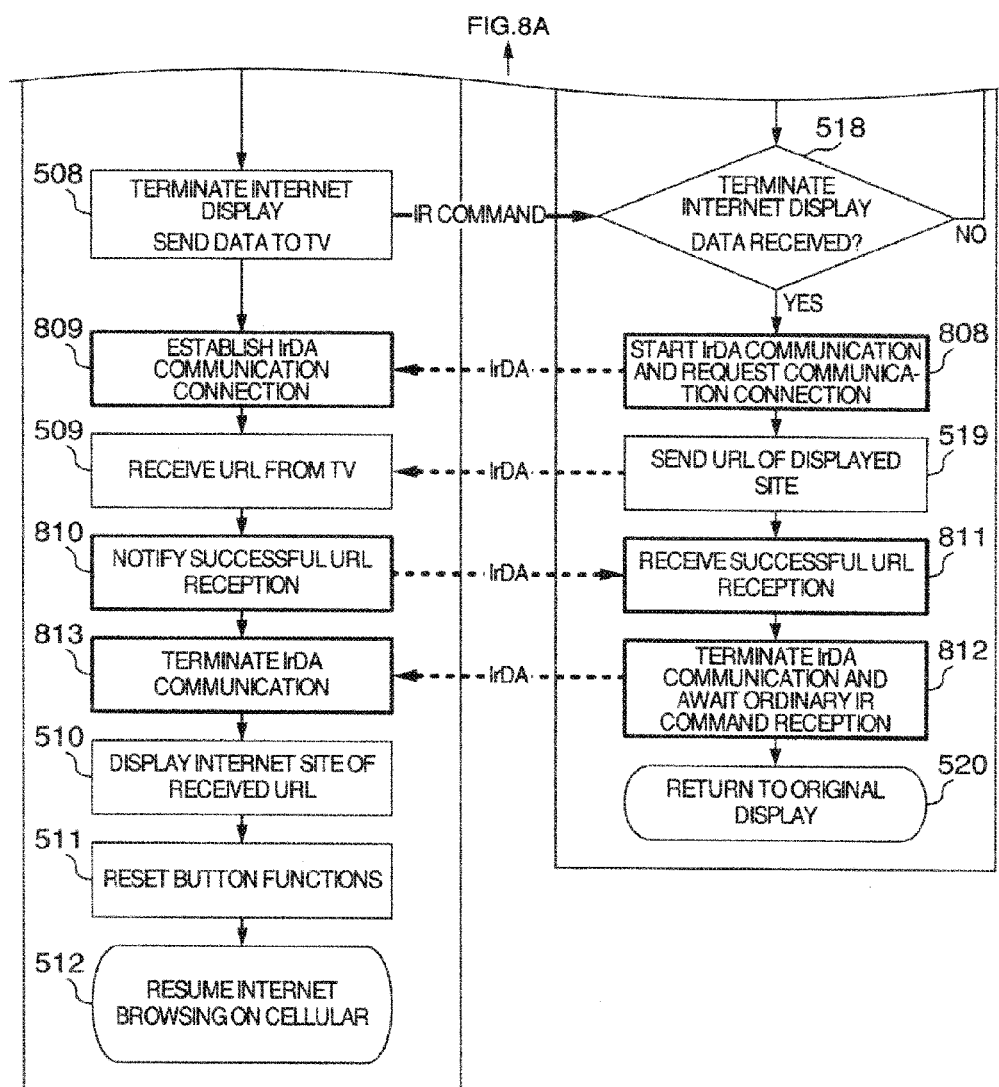 FIG.8A
518
508
TERMINATE INTERNET
DISPLAY
SEND DATA TO TV
IR COMMAND
TERMINATE
INTERNET DISPLAY
DATA RECEIVED?
NO
YES
809
ESTABLISH IrDA
COMMUNICATION
CONNECTION
IrDA
START IrDA COMMUNICATION
AND REQUEST COMMUNICA-
TION CONNECTION
808
509
RECEIVE URL FROM TV
IrDA
SEND URL OF DISPLAYED
SITE
519
810
NOTIFY SUCCESSFUL URL
RECEPTION
IrDA
RECEIVE SUCCESSFUL URL
RECEPTION
811
813
TERMINATE IrDA
COMMUNICATION
IrDA
TERMINATE IrDA
COMMUNICATION AND
AWAIT ORDINARY IR
COMMAND RECEPTION
812
510
DISPLAY INTERNET SITE OF
RECEIVED URL
RETURN TO ORIGINAL
DISPLAY
520
511
RESET BUTTON FUNCTIONS
512
RESUME INTERNET
BROWSING ON CELLULAR